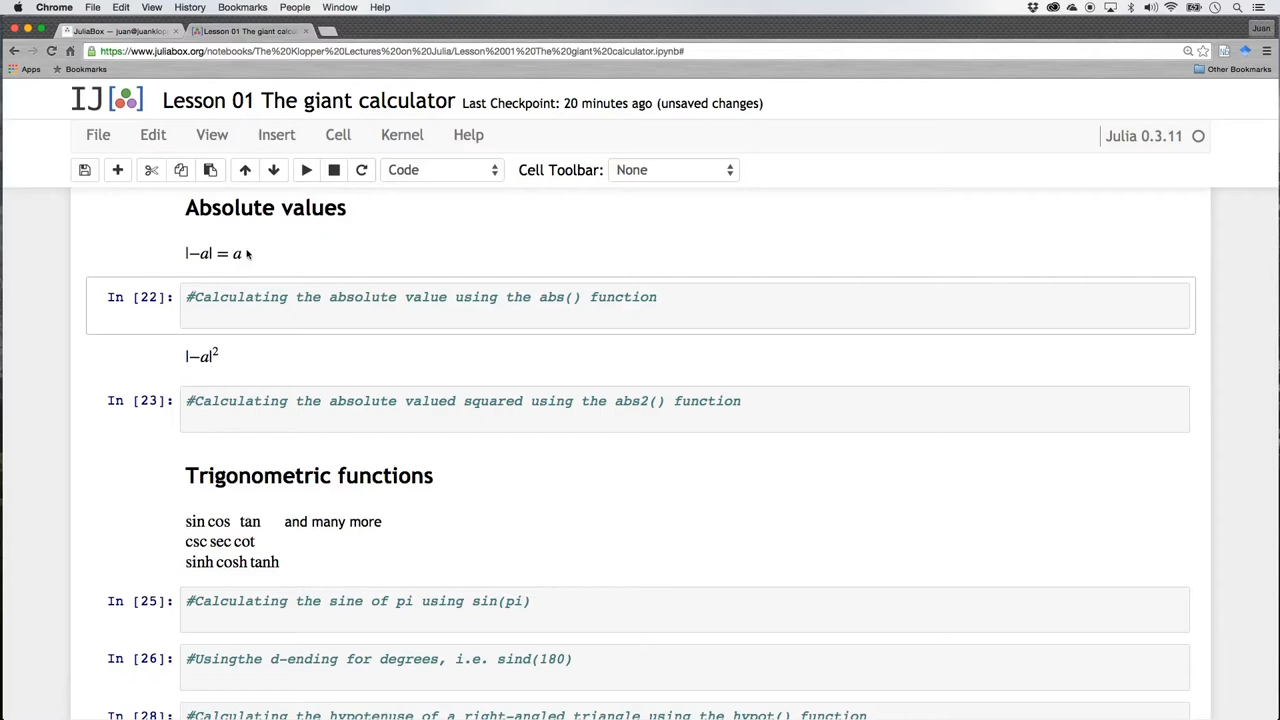 Chrome File Edit View History Bookmarks People Window Help
JuliaBox — juan@juanklop
Lesson 01 The giant calcul
Juan
https://www.juliabox.org/notebooks/The%20Klopper%20Lectures%20on%20Julia/Lesson%2001%20The%20giant%20calculator.ipynb#
Apps Bookmarks Other Bookmarks
IJ Lesson 01 The giant calculator Last Checkpoint: 20 minutes ago (unsaved changes)
File Edit View Insert Cell Kernel Help Julia 0.3.11
Code Cell Toolbar: None
Absolute values
|−a| = a
In [22]: #Calculating the absolute value using the abs() function
|−a|²
In [23]: #Calculating the absolute valued squared using the abs2() function
Trigonometric functions
sin cos tan and many more
csc sec cot
sinh cosh tanh
In [25]: #Calculating the sine of pi using sin(pi)
In [26]: #Usingthe d-ending for degrees, i.e. sind(180)
In [28]: #Calculating the hypotenuse of a right-angled triangle using the hypot() function